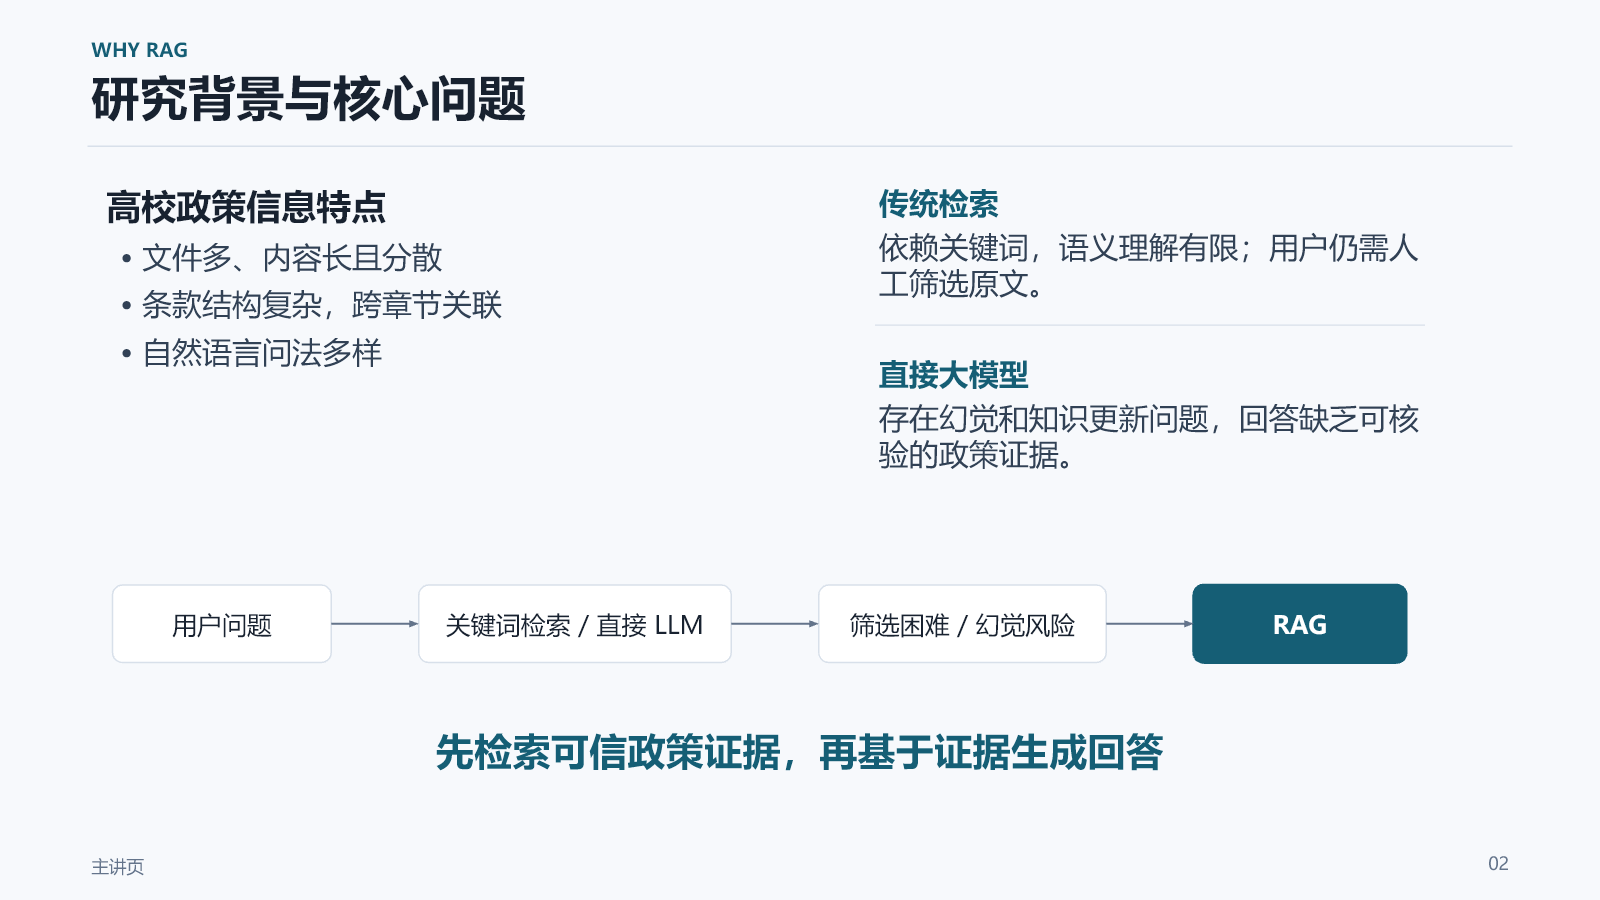 WHY RAG
研究背景与核心问题
高校政策信息特点
• 文件多、内容长且分散
• 条款结构复杂，跨章节关联
• 自然语言问法多样
传统检索
依赖关键词，语义理解有限；用户仍需人
工筛选原文。
直接大模型
存在幻觉和知识更新问题，回答缺乏可核
验的政策证据。
用户问题
关键词检索 / 直接 LLM
筛选困难 / 幻觉风险
RAG
先检索可信政策证据，再基于证据生成回答
主讲页
02